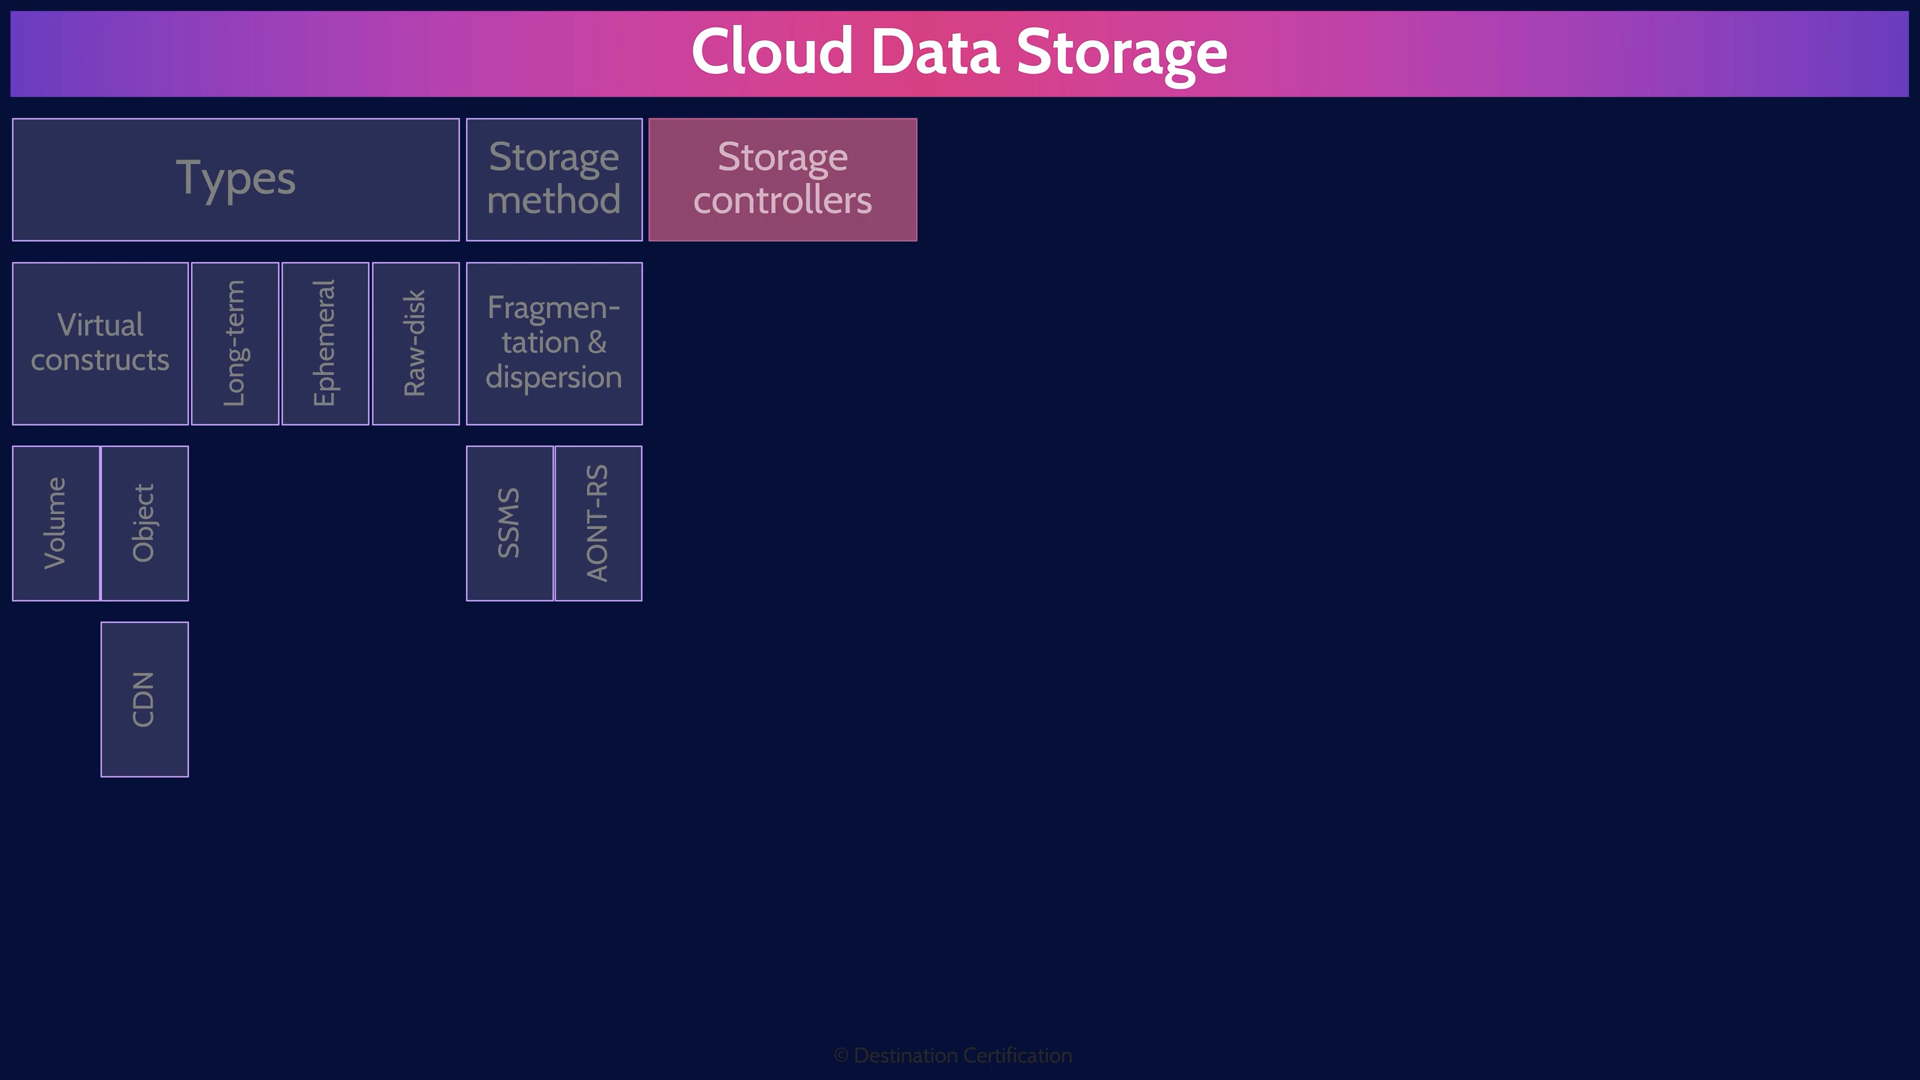 Cloud Data Storage
Types
Storage
method
Storage
controllers
Virtual
constructs
Long-term
Ephemeral
Raw-disk
Fragmen-
tation &
dispersion
Volume
Object
SSMS
AONT-RS
CDN
© Destination Certification